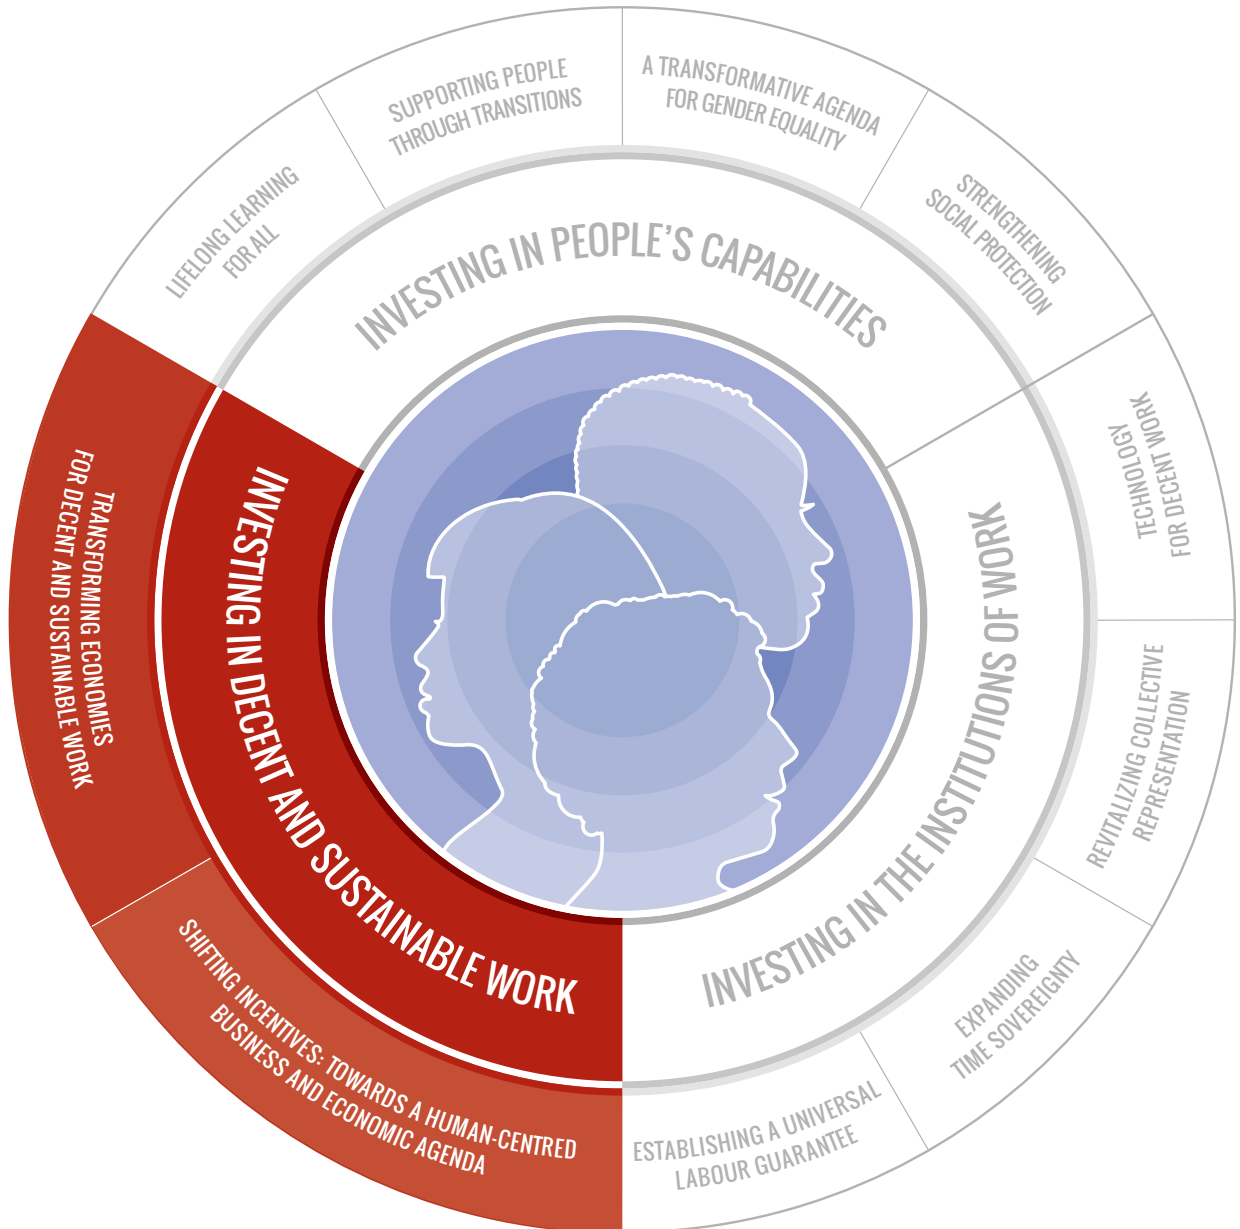 SUPPORTING PEOPLE
THROUGH TRANSITIONS
A TRANSFORMATIVE AGENDA
FOR GENDER EQUALITY
LIFELONG LEARNING
FOR ALL
STRENGTHENING
SOCIAL PROTECTION
INVESTING IN PEOPLE'S CAPABILITIES
TECHNOLOGY
FOR DECENT WORK
REVITALIZING COLLECTIVE
REPRESENTATION
EXPANDING
TIME SOVEREIGNTY
ESTABLISHING A UNIVERSAL
LABOUR GUARANTEE
INVESTING IN THE INSTITUTIONS OF WORK
TRANSFORMING ECONOMIES
FOR DECENT AND SUSTAINABLE WORK
INVESTING IN DECENT AND SUSTAINABLE WORK
SHIFTING INCENTIVES: TOWARDS A HUMAN-CENTRED
BUSINESS AND ECONOMIC AGENDA